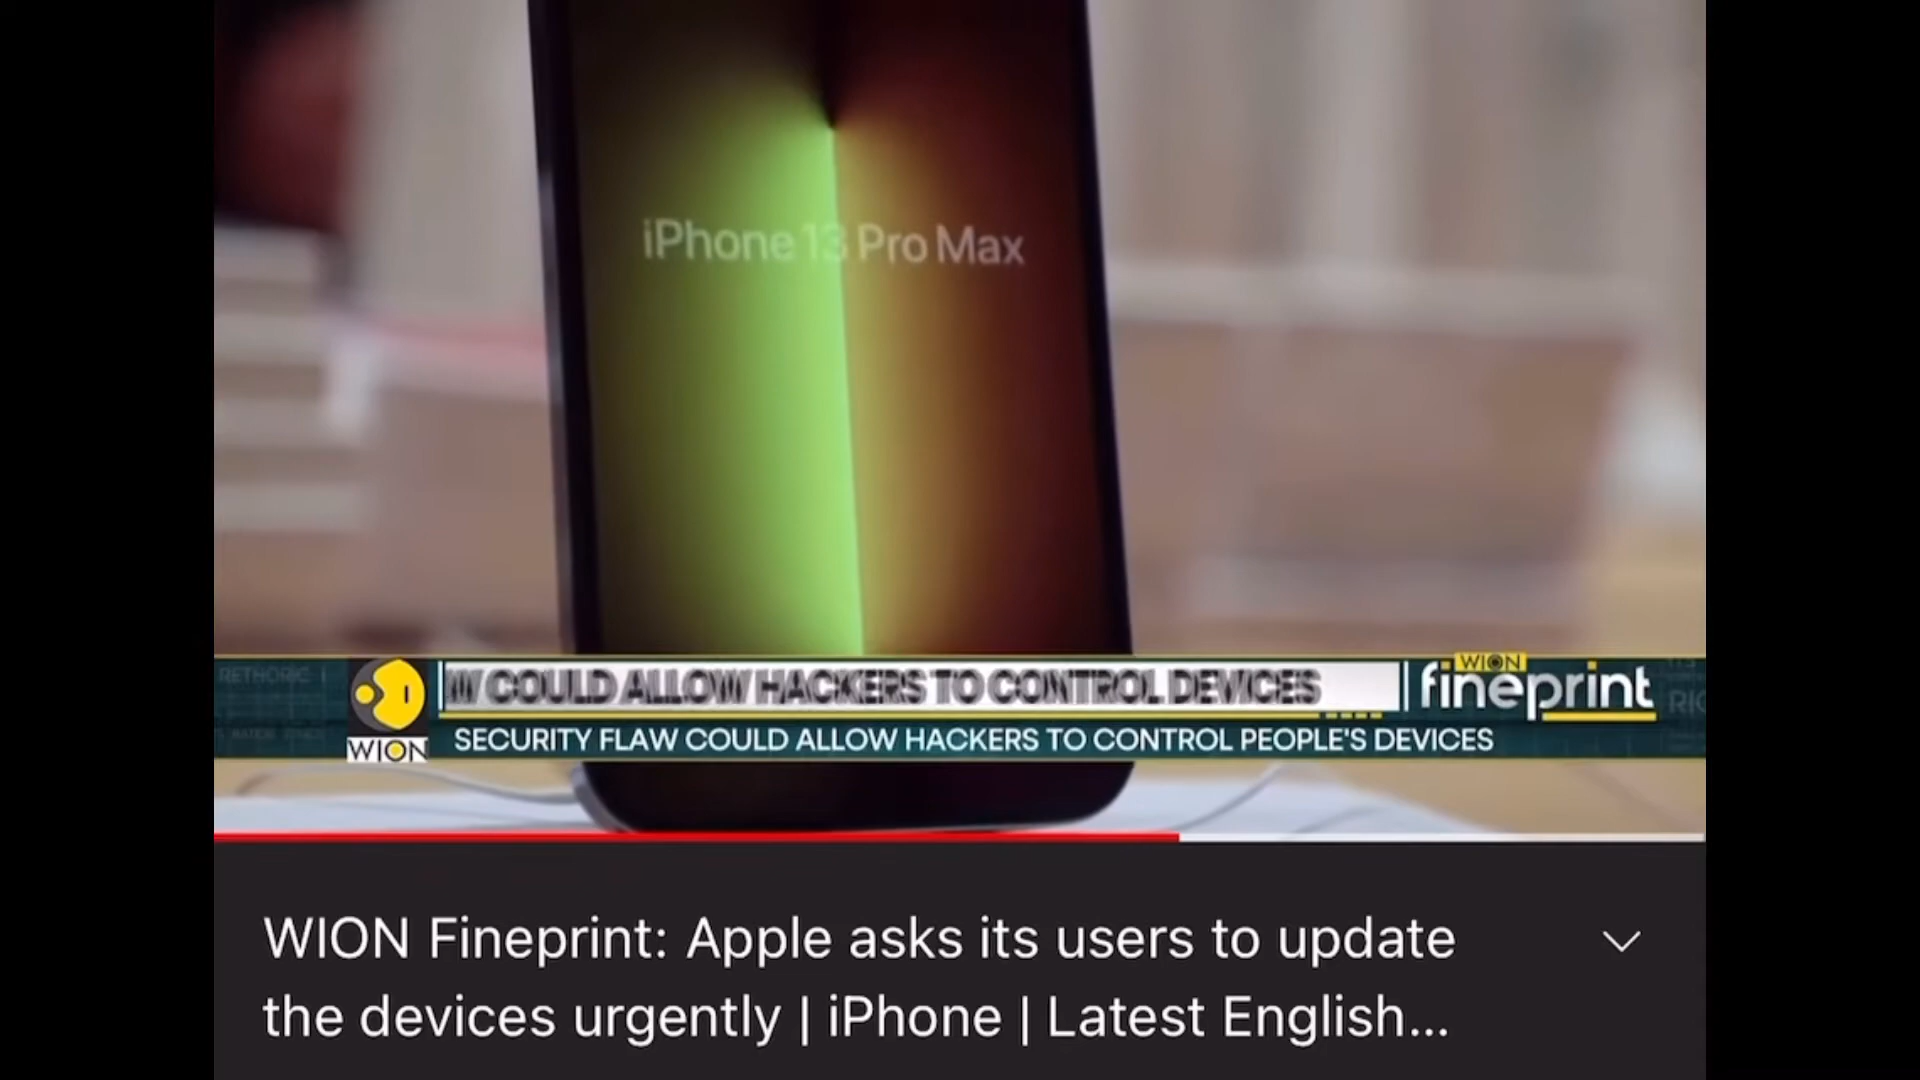 iPhone 13 Pro Max
COULD ALLOW HACKERS TO CONTROL DEVICES
WION
fineprint
WION
SECURITY FLAW COULD ALLOW HACKERS TO CONTROL PEOPLE'S DEVICES
WION Fineprint: Apple asks its users to update
the devices urgently | iPhone | Latest English...